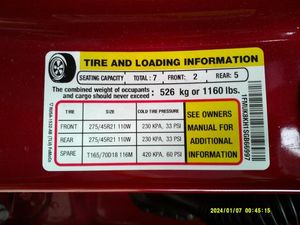 TIRE AND LOADING INFORMATION
SEATING CAPACITY TOTAL : 7 FRONT: 2 REAR: 5
The combined weight of occupants
and cargo should never exceed : 526 kg or 1160 lbs.
TIRE SIZE COLD TIRE PRESSURE
FRONT 275/45R21 110W 230 KPA, 33 PSI
REAR 275/45R21 110W 230 KPA, 33 PSI
SPARE T165/70D18 116M 420 KPA, 60 PSI
SEE OWNERS
MANUAL FOR
ADDITIONAL
INFORMATION
2024/01/07 00:45:15